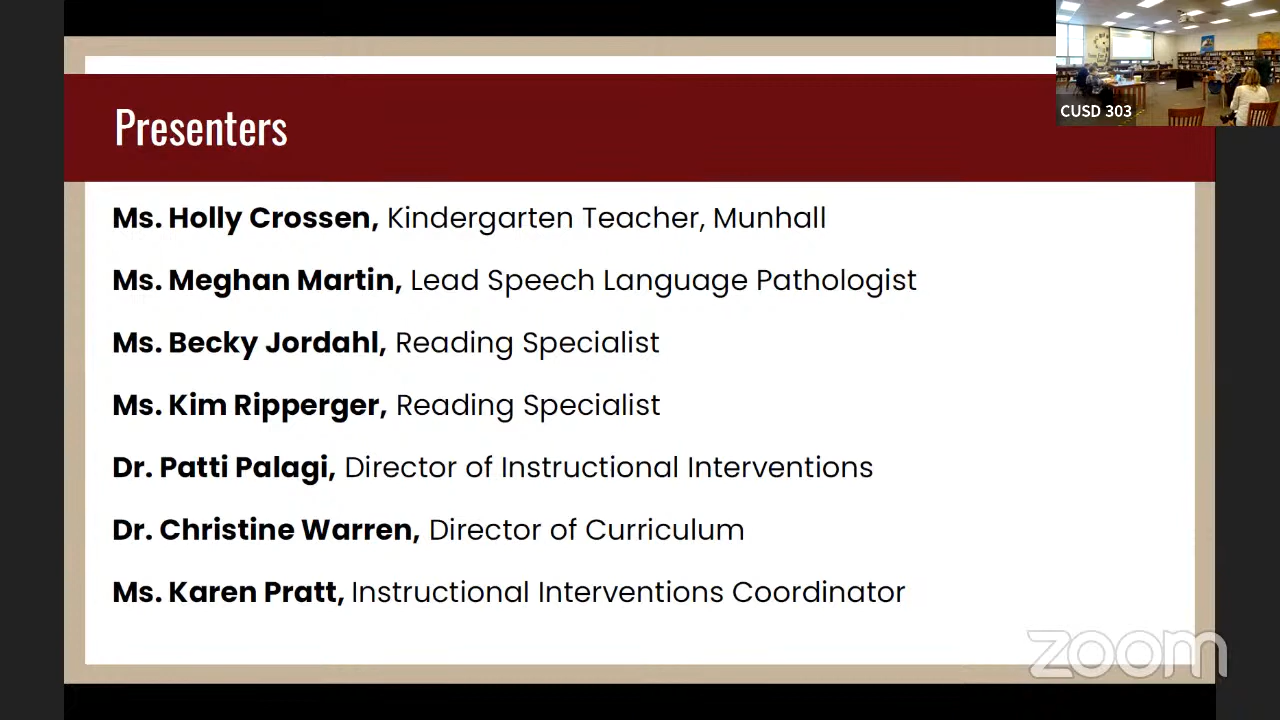 Presenters
CUSD 303
Ms. Holly Crossen, Kindergarten Teacher, Munhall
Ms. Meghan Martin, Lead Speech Language Pathologist
Ms. Becky Jordahl, Reading Specialist
Ms. Kim Ripperger, Reading Specialist
Dr. Patti Palagi, Director of Instructional Interventions
Dr. Christine Warren, Director of Curriculum
Ms. Karen Pratt, Instructional Interventions Coordinator
zoom